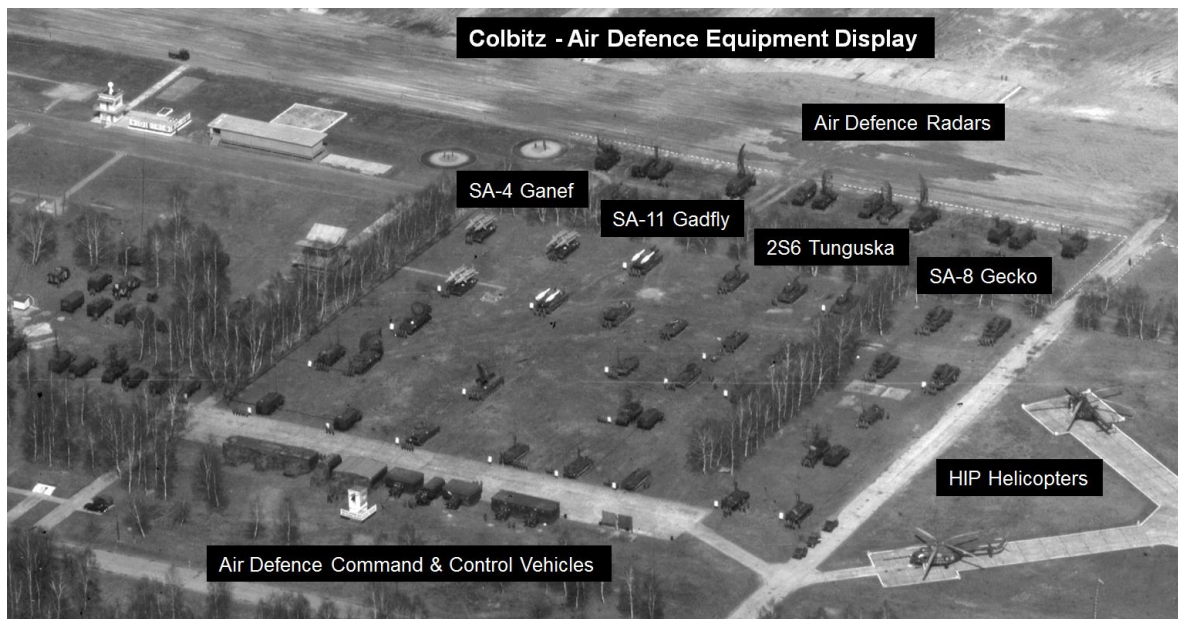 Colbitz - Air Defence Equipment Display
Air Defence Radars
SA-4 Ganef
SA-11 Gadfly
2S6 Tunguska
SA-8 Gecko
HIP Helicopters
Air Defence Command & Control Vehicles